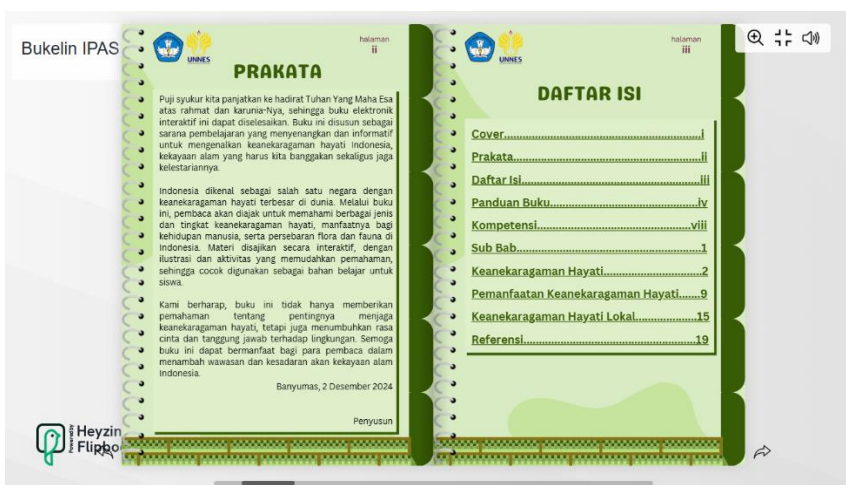 Bukelin IPAS
UNNES
halaman
ii
PRAKATA
Puji syukur kita panjatkan ke hadirat Tuhan Yang Maha Esa
atas rahmat dan karunia-Nya, sehingga buku elektronik
interaktif ini dapat diselesaikan. Buku ini disusun sebagai
sarana pembelajaran yang menyenangkan dan informatif
untuk mengenalkan keanekaragaman hayati Indonesia,
kekayaan alam yang harus kita banggakan sekaligus jaga
kelestariannya.
Indonesia dikenal sebagai salah satu negara dengan
keanekaragaman hayati terbesar di dunia. Melalui buku
ini, pembaca akan diajak untuk memahami berbagai jenis
dan tingkat keanekaragaman hayati, manfaatnya bagi
kehidupan manusia, serta persebaran flora dan fauna di
Indonesia. Materi disajikan secara interaktif, dengan
ilustrasi dan aktivitas yang memudahkan pemahaman,
sehingga cocok digunakan sebagai bahan belajar untuk
siswa.
Kami berharap, buku ini tidak hanya memberikan
pemahaman tentang pentingnya menjaga
keanekaragaman hayati, tetapi juga menumbuhkan rasa
cinta dan tanggung jawab terhadap lingkungan. Semoga
buku ini dapat bermanfaat bagi para pembaca dalam
menambah wawasan dan kesadaran akan kekayaan alam
Indonesia.
Banyumas, 2 Desember 2024
Penyusun
UNNES
halaman
iii
DAFTAR ISI
Cover....................................................i
Prakata..................................................ii
Daftar Isi................................................iii
Panduan Buku.....................................iv
Kompetensi.......................................viii
Sub Bab................................................1
Keanekaragaman Hayati........................2
Pemanfaatan Keanekaragaman Hayati.......9
Keanekaragaman Hayati Lokal...............15
Referensi............................................19
Powered by
Heyzin
Flipbo